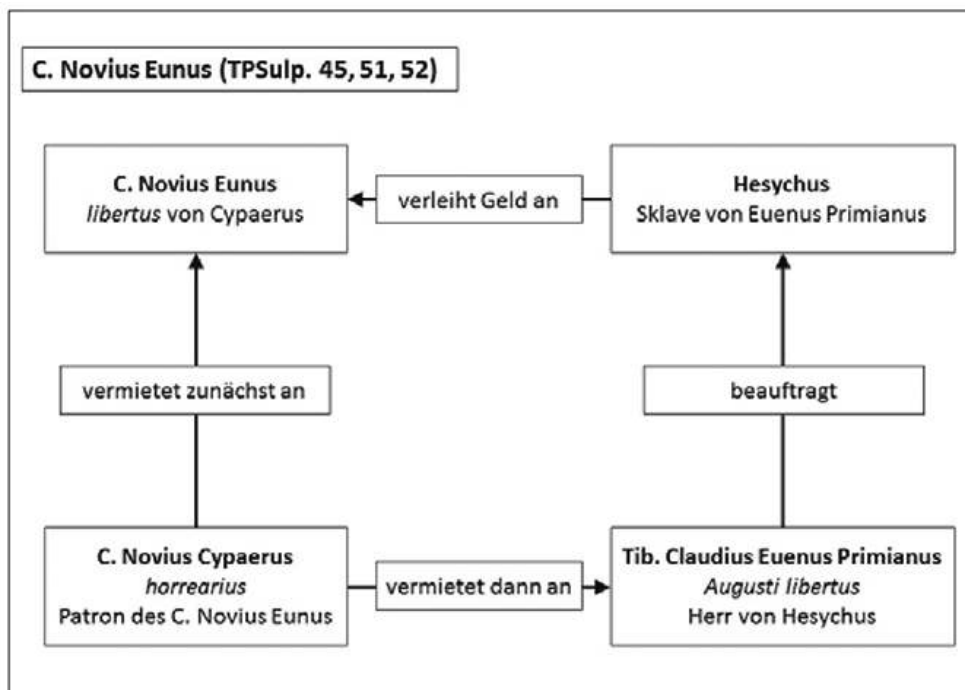 C. Novius Eunus (TPSulp. 45, 51, 52)
C. Novius Eunus
libertus von Cypaerus
verleiht Geld an
Hesychus
Sklave von Euenus Primianus
vermietet zunächst an
beauftragt
C. Novius Cypaerus
horrearius
Patron des C. Novius Eunus
vermietet dann an
Tib. Claudius Euenus Primianus
Augusti libertus
Herr von Hesychus